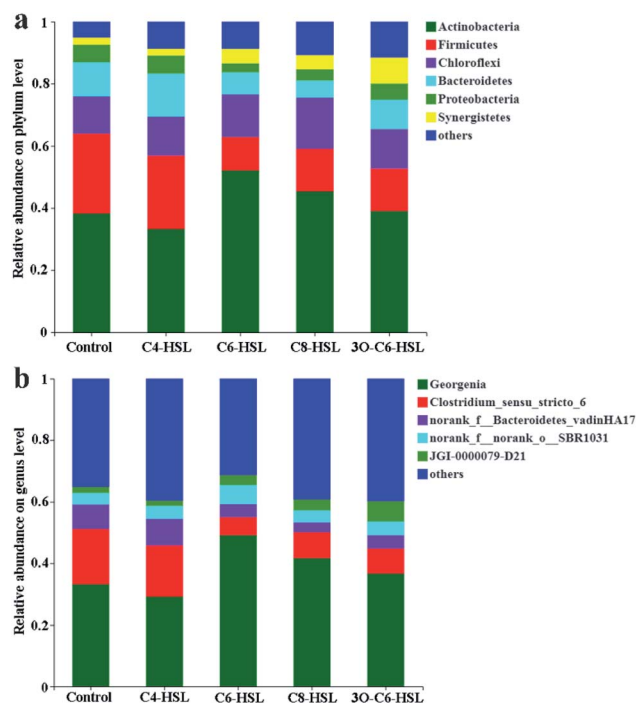 a
Relative abundance on phylum level
1
0.8
0.6
0.4
0.2
0
Control C4-HSL C6-HSL C8-HSL 3O-C6-HSL
Actinobacteria
Firmicutes
Chloroflexi
Bacteroidetes
Proteobacteria
Synergistetes
others
b
Relative abundance on genus level
1
0.8
0.6
0.4
0.2
0
Control C4-HSL C6-HSL C8-HSL 3O-C6-HSL
Georgenia
Clostridium_sensu_stricto_6
norank_f__Bacteroidetes_vadinHA17
norank_f__norank_o__SBR1031
JGI-0000079-D21
others